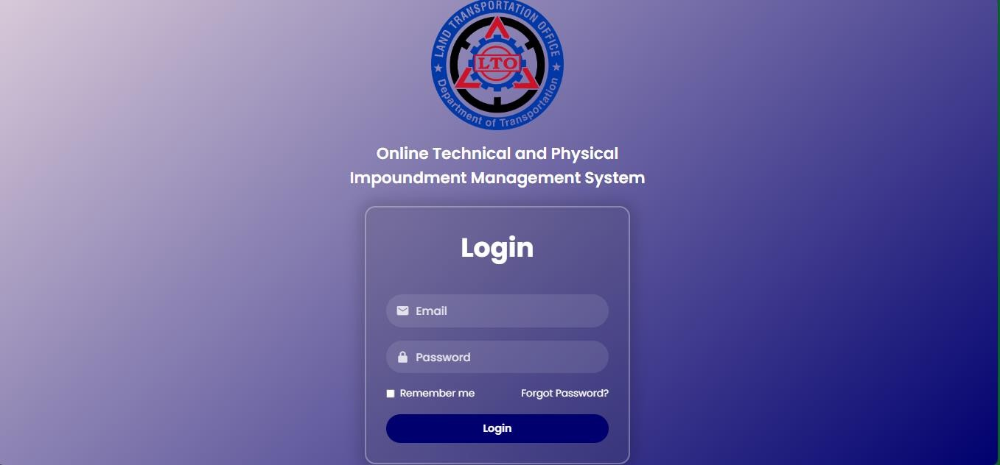 LAND TRANSPORTATION OFFICE
LTO
★ Department of Transportation ★
Online Technical and Physical
Impoundment Management System
Login
Email
Password
Remember me
Forgot Password?
Login